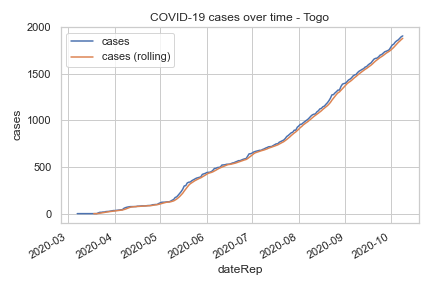 COVID-19 cases over time - Togo
cases
cases (rolling)
2000
1500
1000
500
0
cases
2020-03
2020-04
2020-05
2020-06
2020-07
2020-08
2020-09
2020-10
dateRep